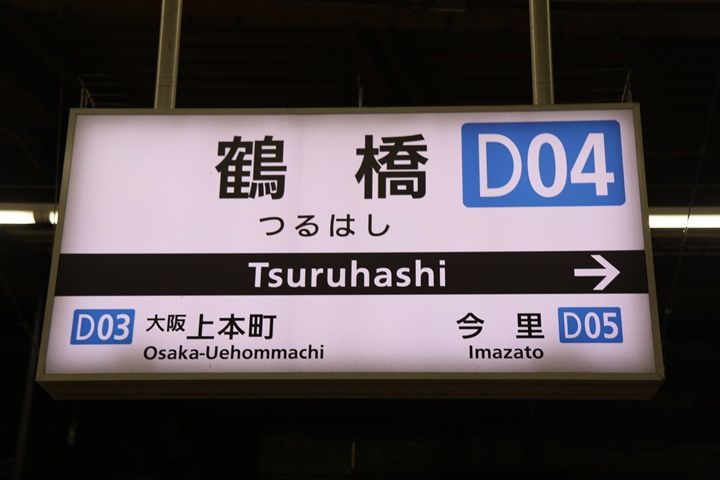 鶴橋 D04
つるはし
Tsuruhashi →
D03 大阪上本町 今里 D05
Osaka-Uehommachi Imazato